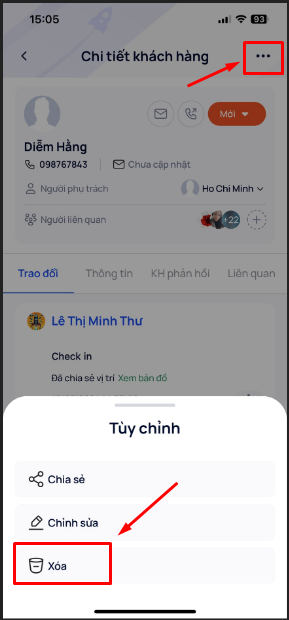 15:05
93
Chi tiết khách hàng
Mới
Diễm Hằng
098767843
Chưa cập nhật
Người phụ trách
Ho Chi Minh
Người liên quan
+22
Trao đổi
Thông tin
KH phản hồi
Liên quan
Lê Thị Minh Thư
Check in
Đã chia sẻ vị trí Xem bản đồ
Tùy chỉnh
Chia sẻ
Chỉnh sửa
Xóa